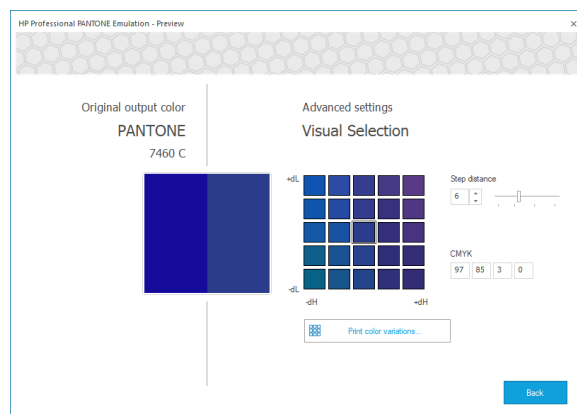 HP Professional PANTONE Emulation - Preview
Original output color
PANTONE
7460 C
Advanced settings
Visual Selection
+dL
-dL
-dH
+dH
Step distance
6
CMYK
97 85 3 0
Print color variations...
Back